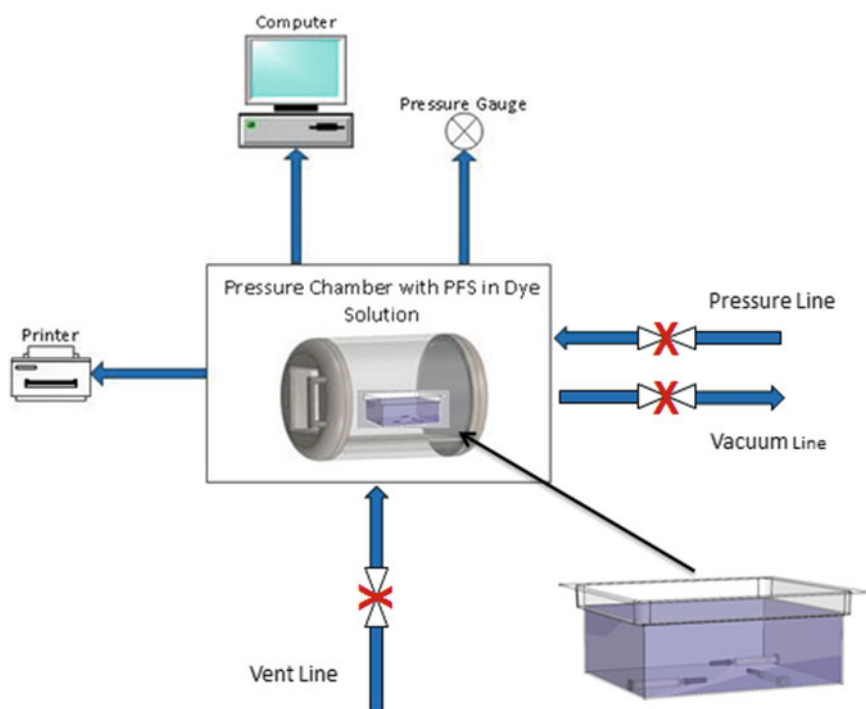 Computer
Pressure Gauge
Pressure Chamber with PFS in Dye
Solution
Pressure Line
Printer
Vacuum Line
Vent Line